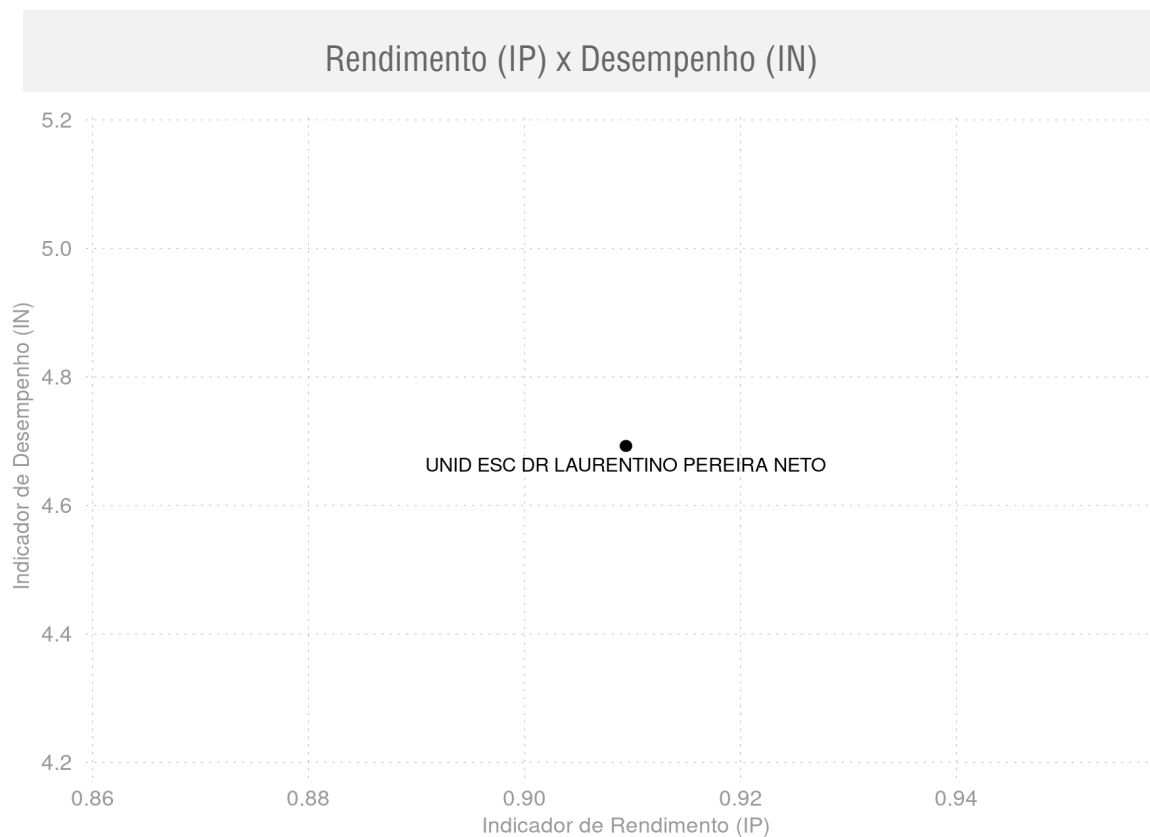 Rendimento (IP) x Desempenho (IN)
5.2
5.0
4.8
4.6
4.4
4.2
Indicador de Desempenho (IN)
UNID ESC DR LAURENTINO PEREIRA NETO
0.86 0.88 0.90 0.92 0.94
Indicador de Rendimento (IP)